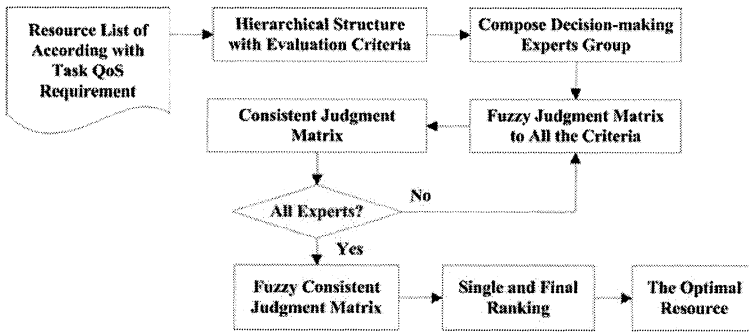 Resource List of
According with
Task QoS
Requirement
Hierarchical Structure
with Evaluation Criteria
Compose Decision-making
Experts Group
Consistent Judgment
Matrix
Fuzzy Judgment Matrix
to All the Criteria
All Experts?
No
Yes
Fuzzy Consistent
Judgment Matrix
Single and Final
Ranking
The Optimal
Resource